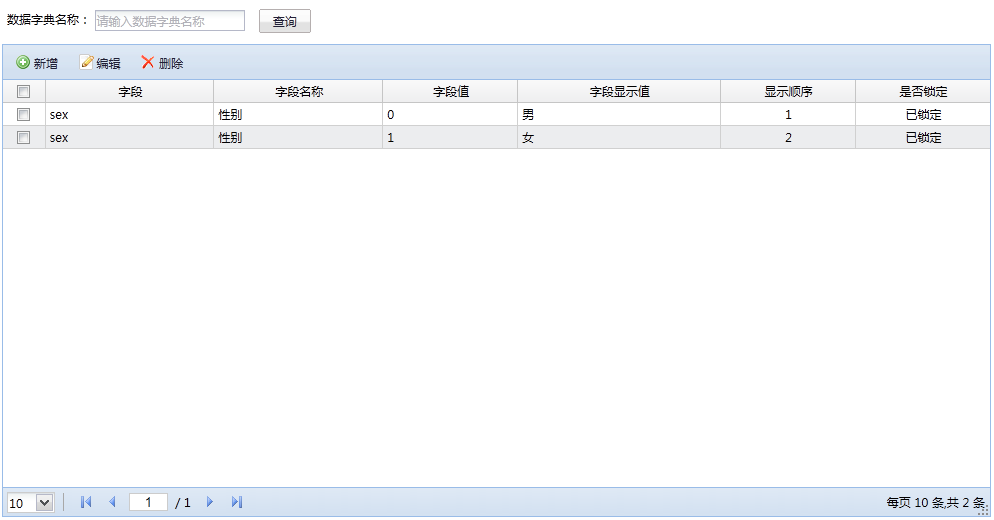 数据字典名称： 请输入数据字典名称 查询
新增 编辑 删除
字段 字段名称 字段值 字段显示值 显示顺序 是否锁定
sex 性别 0 男 1 已锁定
sex 性别 1 女 2 已锁定
10 1 / 1 每页 10 条,共 2 条